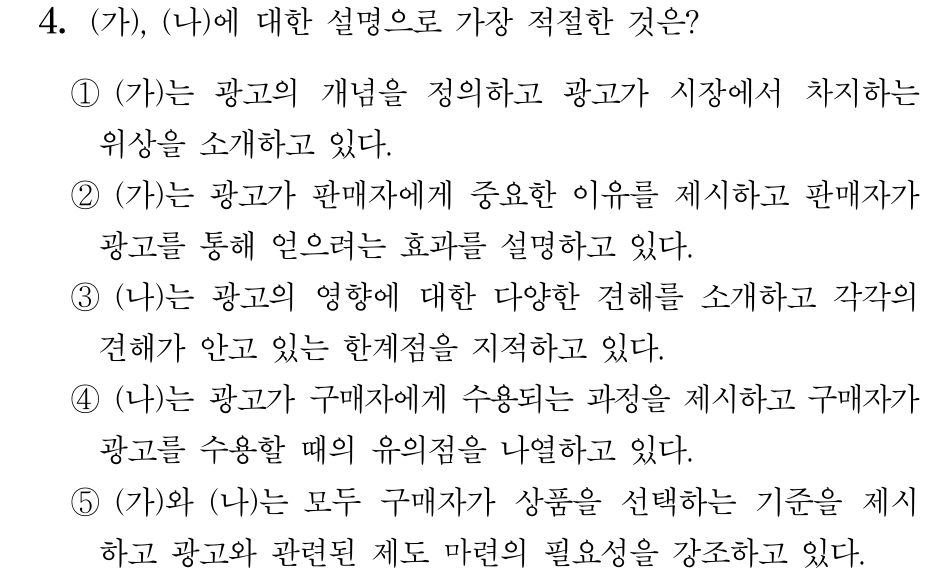 4. (가), (나)에 대한 설명으로 가장 적절한 것은?
① (가)는 광고의 개념을 정의하고 광고가 시장에서 차지하는
위상을 소개하고 있다.
② (가)는 광고가 판매자에게 중요한 이유를 제시하고 판매자가
광고를 통해 얻으려는 효과를 설명하고 있다.
③ (나)는 광고의 영향에 대한 다양한 견해를 소개하고 각각의
견해가 안고 있는 한계점을 지적하고 있다.
④ (나)는 광고가 구매자에게 수용되는 과정을 제시하고 구매자가
광고를 수용할 때의 유의점을 나열하고 있다.
⑤ (가)와 (나)는 모두 구매자가 상품을 선택하는 기준을 제시
하고 광고와 관련된 제도 마련의 필요성을 강조하고 있다.